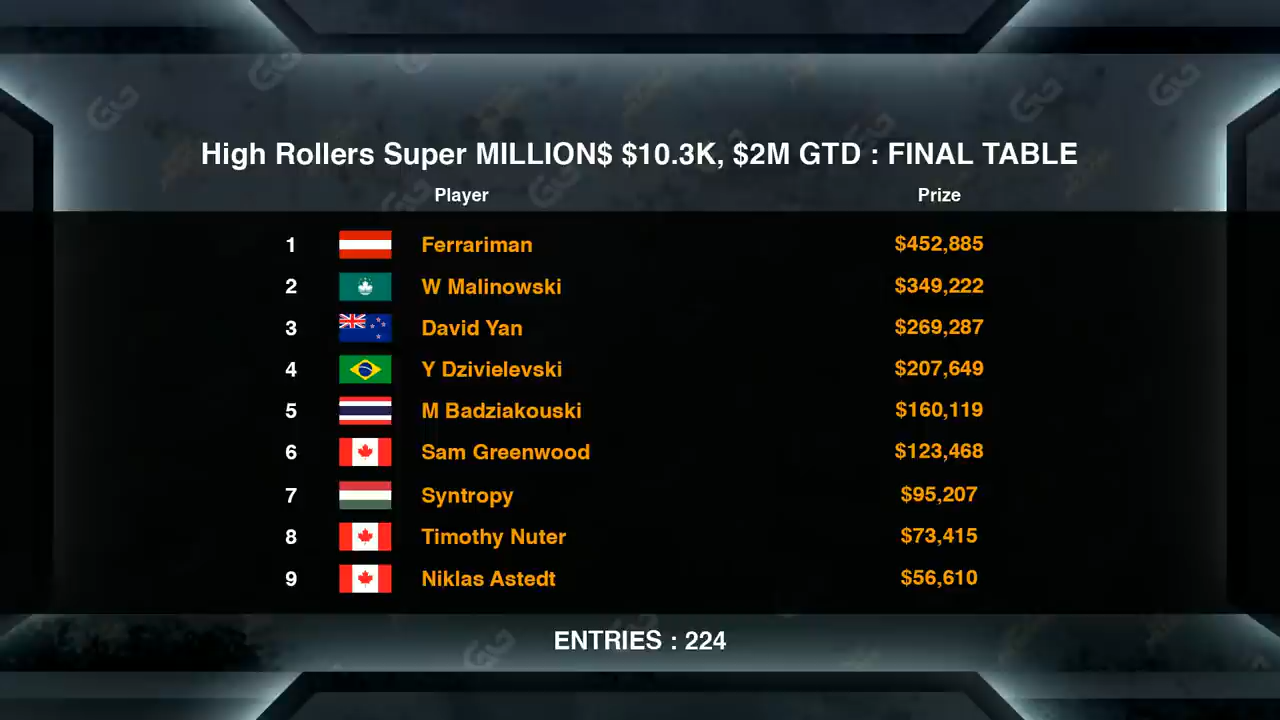 High Rollers Super MILLION$ $10.3K, $2M GTD : FINAL TABLE
Player Prize
1 Ferrariman $452,885
2 W Malinowski $349,222
3 David Yan $269,287
4 Y Dzivielevski $207,649
5 M Badziakouski $160,119
6 Sam Greenwood $123,468
7 Syntropy $95,207
8 Timothy Nuter $73,415
9 Niklas Astedt $56,610
ENTRIES : 224